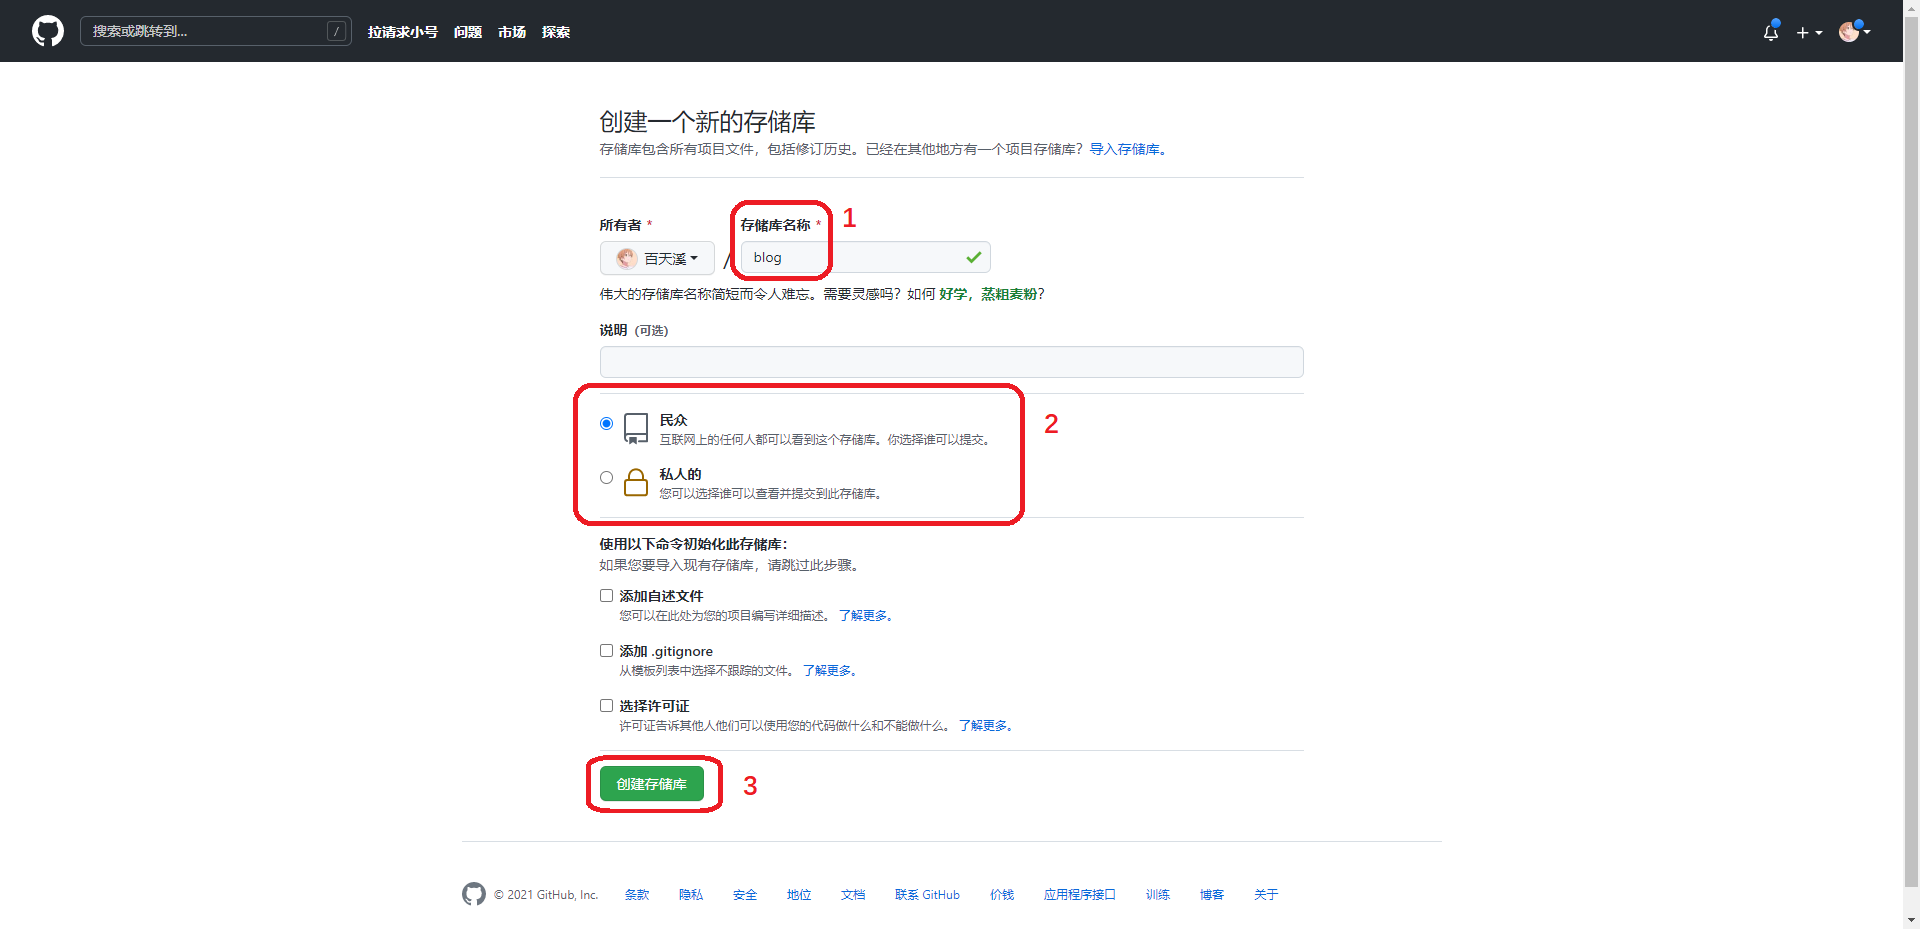 搜索或跳转到... /
拉请求小号 问题 市场 探索
创建一个新的存储库
存储库包含所有项目文件，包括修订历史。已经在其他地方有一个项目存储库？导入存储库。
所有者 * 存储库名称 * 1
百天溪 / blog
伟大的存储库名称简短而令人难忘。需要灵感吗？如何 好学，蒸粗麦粉？
说明 (可选)
民众 2
互联网上的任何人都可以看到这个存储库。你选择谁可以提交。
私人的
您可以选择谁可以查看并提交到此存储库。
使用以下命令初始化此存储库：
如果您要导入现有存储库，请跳过此步骤。
添加自述文件
您可以在此处为您的项目编写详细描述。 了解更多。
添加 .gitignore
从模板列表中选择不跟踪的文件。 了解更多。
选择许可证
许可证告诉其他人他们可以使用您的代码做什么和不能做什么。 了解更多。
创建存储库 3
© 2021 GitHub, Inc. 条款 隐私 安全 地位 文档 联系 GitHub 价钱 应用程序接口 训练 博客 关于